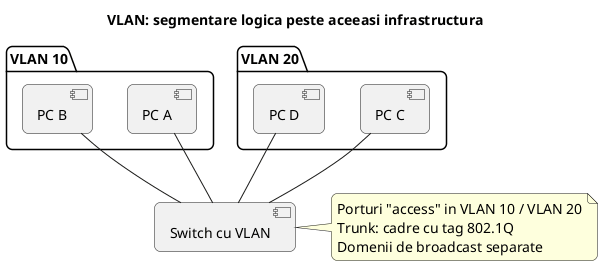 VLAN: segmentare logica peste aceeasi infrastructura
VLAN 10
VLAN 20
PC B
PC A
PC D
PC C
Switch cu VLAN
Porturi "access" in VLAN 10 / VLAN 20
Trunk: cadre cu tag 802.1Q
Domenii de broadcast separate